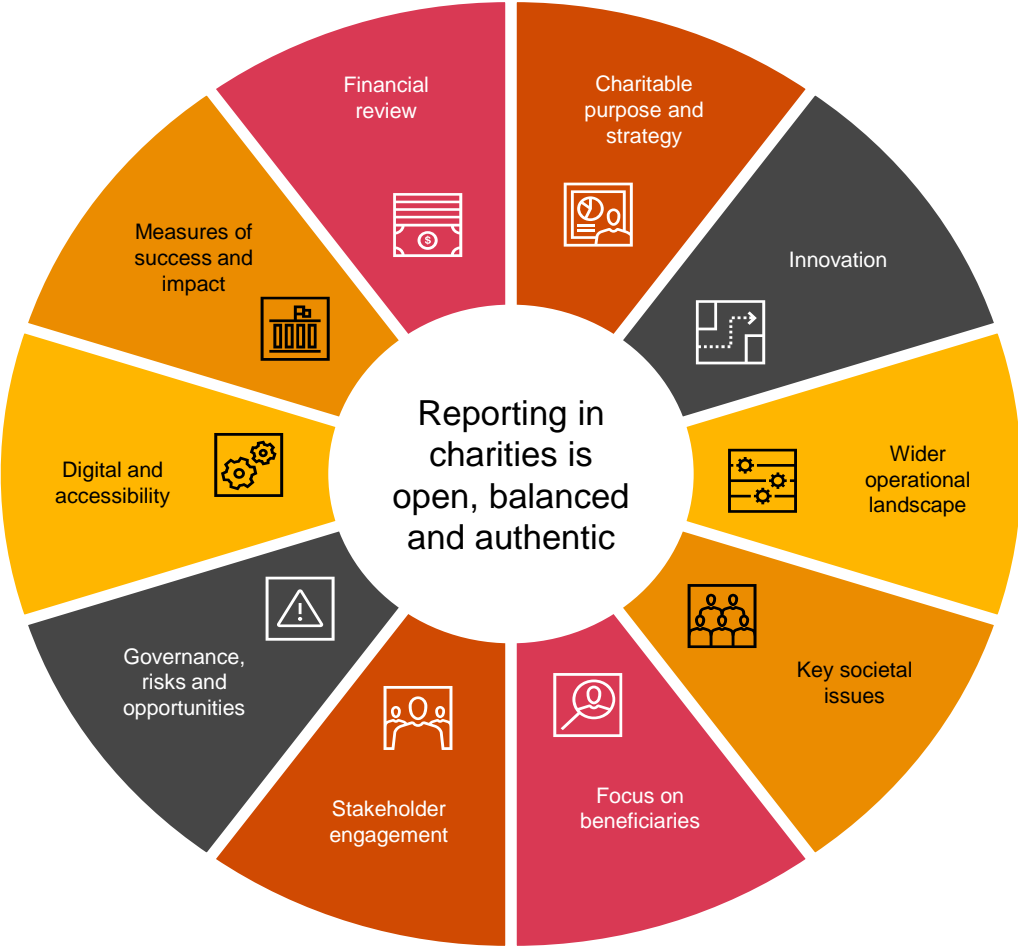 Financial
review
Charitable
purpose and
strategy
Innovation
Wider
operational
landscape
Key societal
issues
Focus on
beneficiaries
Stakeholder
engagement
Governance,
risks and
opportunities
Digital and
accessibility
Measures of
success and
impact
$
Reporting in
charities is
open, balanced
and authentic